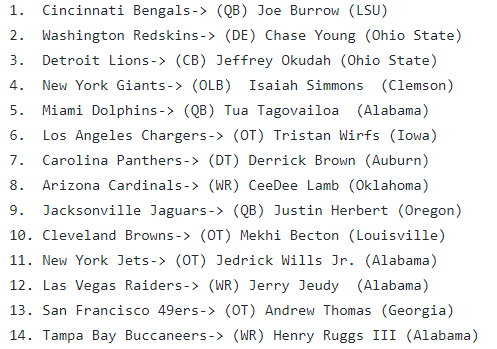 1. Cincinnati Bengals-> (QB) Joe Burrow (LSU)
2. Washington Redskins-> (DE) Chase Young (Ohio State)
3. Detroit Lions-> (CB) Jeffrey Okudah (Ohio State)
4. New York Giants-> (OLB)  Isaiah Simmons  (Clemson)
5. Miami Dolphins-> (QB) Tua Tagovailoa  (Alabama)
6. Los Angeles Chargers-> (OT) Tristan Wirfs (Iowa)
7. Carolina Panthers-> (DT) Derrick Brown (Auburn)
8. Arizona Cardinals-> (WR) CeeDee Lamb (Oklahoma)
9. Jacksonville Jaguars-> (QB) Justin Herbert (Oregon)
10. Cleveland Browns-> (OT) Mekhi Becton (Louisville)
11. New York Jets-> (OT) Jedrick Wills Jr. (Alabama)
12. Las Vegas Raiders-> (WR) Jerry Jeudy  (Alabama)
13. San Francisco 49ers-> (OT) Andrew Thomas (Georgia)
14. Tampa Bay Buccaneers-> (WR) Henry Ruggs III (Alabama)